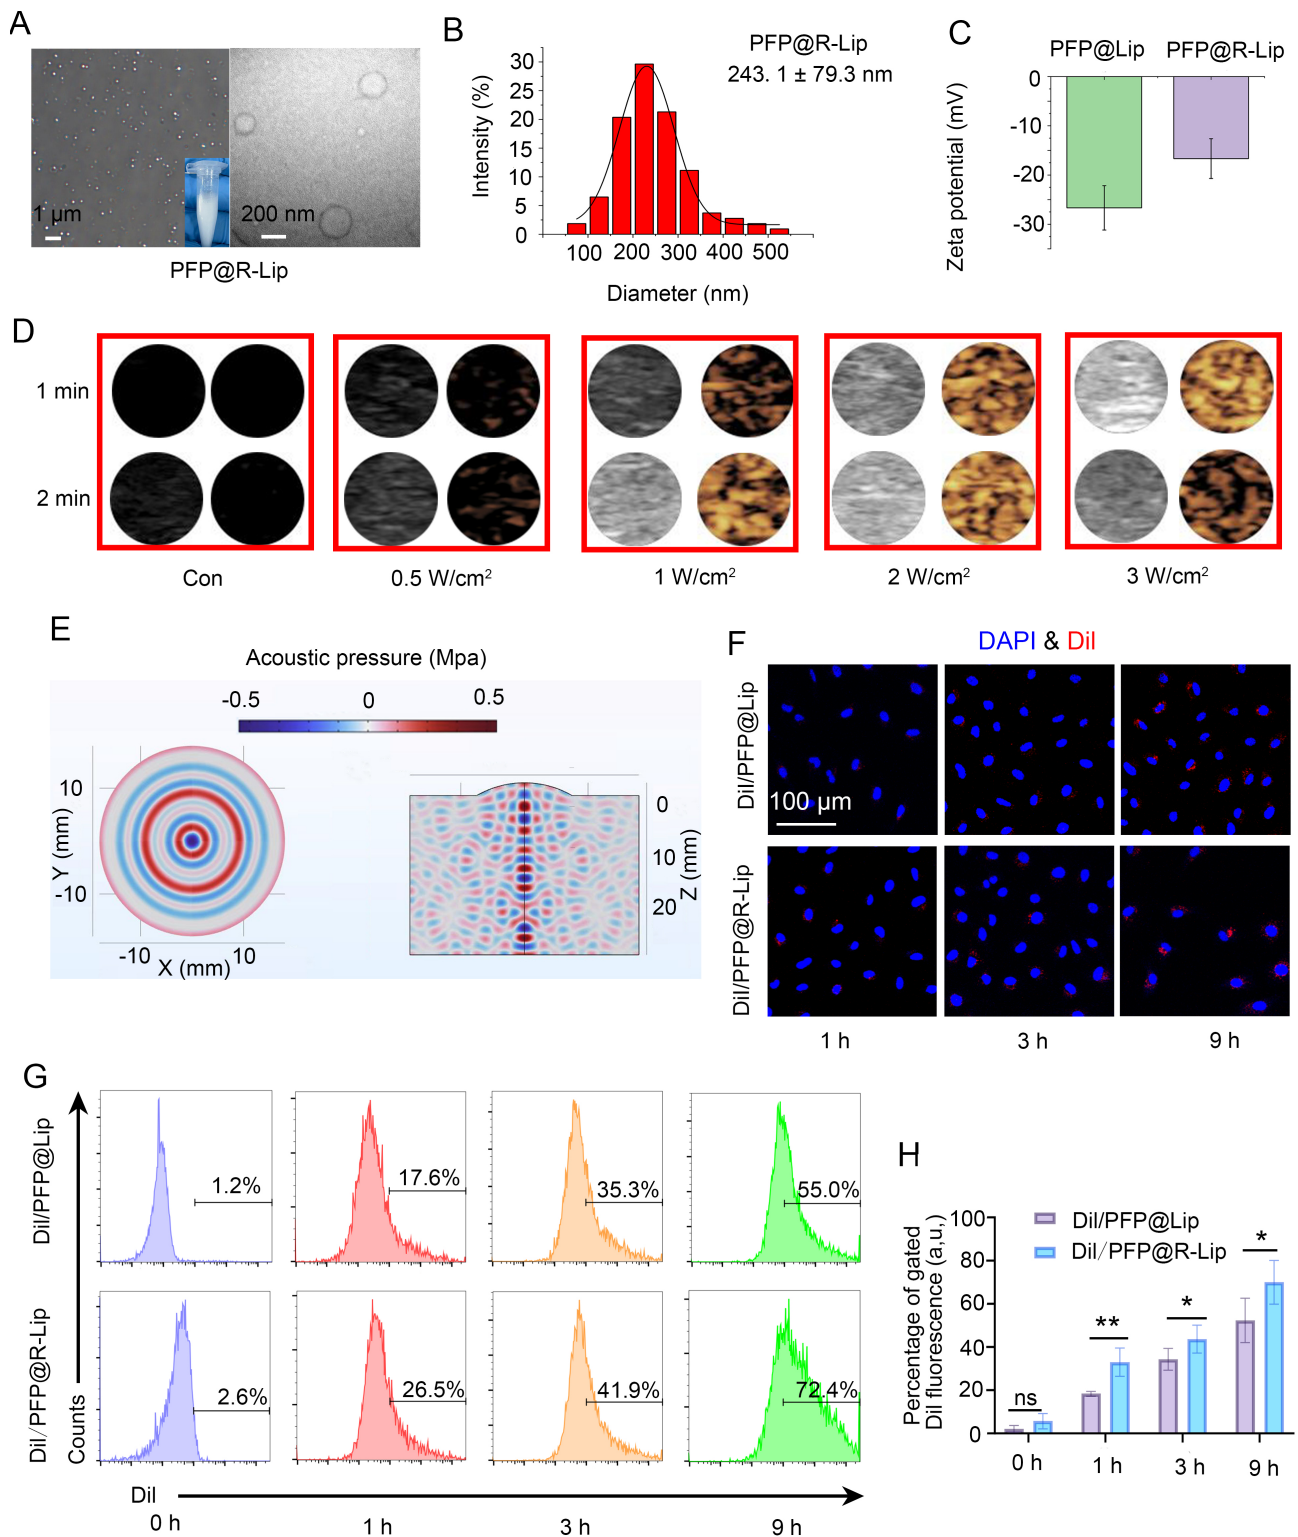 A
1 μm
200 nm
PFP@R-Lip
B
PFP@R-Lip
243. 1 ± 79.3 nm
Intensity (%)
30
25
20
15
10
5
0
100 200 300 400 500
Diameter (nm)
C
PFP@Lip PFP@R-Lip
Zeta potential (mV)
0
-10
-20
-30
D
1 min
2 min
Con
0.5 W/cm²
1 W/cm²
2 W/cm²
3 W/cm²
E
Acoustic pressure (Mpa)
-0.5 0 0.5
Y (mm)
10
-10
-10 10
X (mm)
0
10
20
Z (mm)
F
DAPI & Dil
Dil/PFP@Lip
100 μm
Dil/PFP@R-Lip
1 h 3 h 9 h
G
Dil/PFP@Lip
1.2%
17.6%
35.3%
55.0%
Dil/PFP@R-Lip
Counts
2.6%
26.5%
41.9%
72.4%
Dil
0 h 1 h 3 h 9 h
H
Dil/PFP@Lip
Dil/PFP@R-Lip
Percentage of gated
Dil fluorescence (a,u,)
100
80
60
40
20
0
ns
**
*
*
0 h 1 h 3 h 9 h